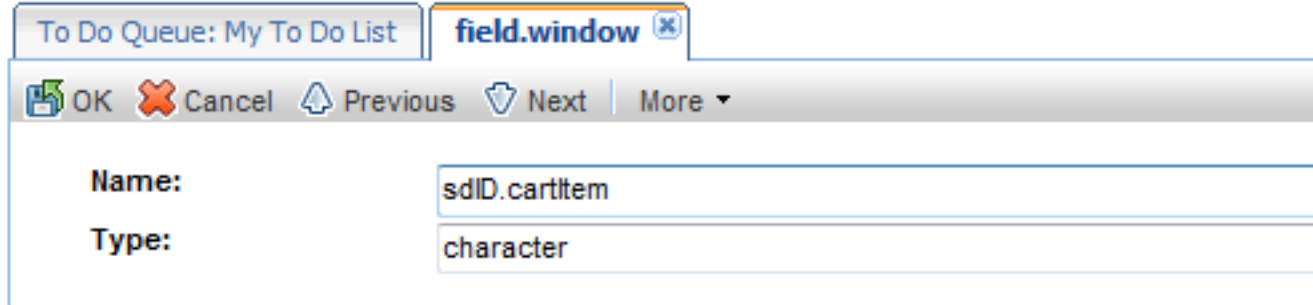 To Do Queue: My To Do List field.window
OK Cancel Previous Next More
Name: sdID.cartItem
Type: character